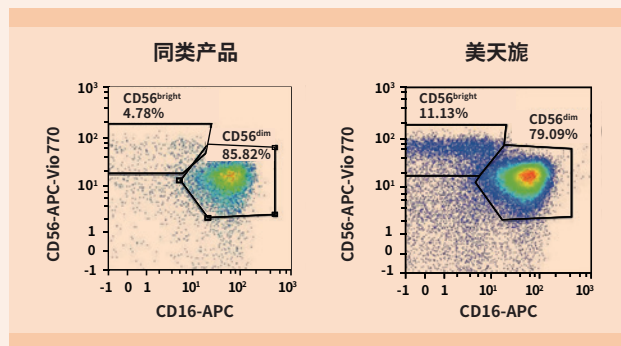 同类产品
CD56-APC-Vio770
10³
10²
10¹
1
0
-1
CD56bright
4.78%
CD56dim
85.82%
-1 0 1 10¹ 10² 10³
CD16-APC
美天旎
CD56-APC-Vio770
10³
10²
10¹
1
0
-1
CD56bright
11.13%
CD56dim
79.09%
-1 0 1 10¹ 10² 10³
CD16-APC